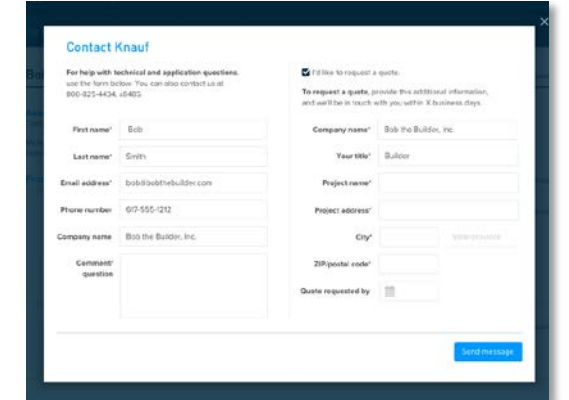 Contact Knauf
For help with technical and application questions,
use the form below. You can also contact us at
800-825-4434, x8485.
First name* Bob
Last name* Smith
Email address* bob@bobthebuilder.com
Phone number 617-555-1212
Company name Bob the Builder, Inc.
Comment/
question
I'd like to request a quote.
To request a quote, provide this additional information,
and we'll be in touch with you within X business days.
Company name* Bob the Builder, Inc.
Your title* Builder
Project name*
Project address*
City* State/province
ZIP/postal code*
Quote requested by
Send message